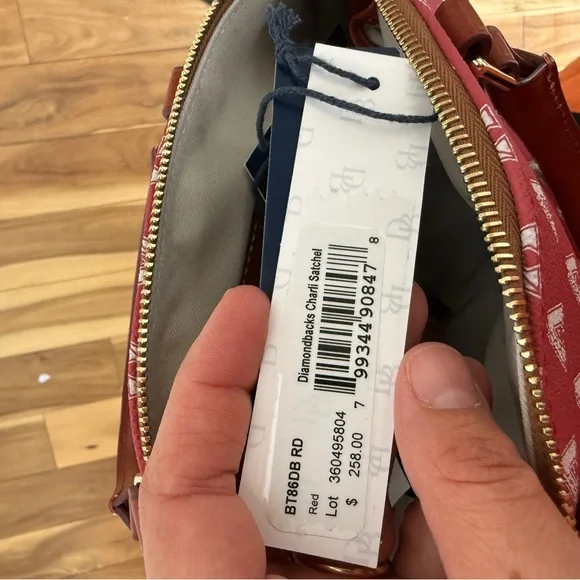 Diamondbacks Charli Satchel
7 99344 90847 8
BT86DB RD
Red
Lot 360495804
$ 258.00